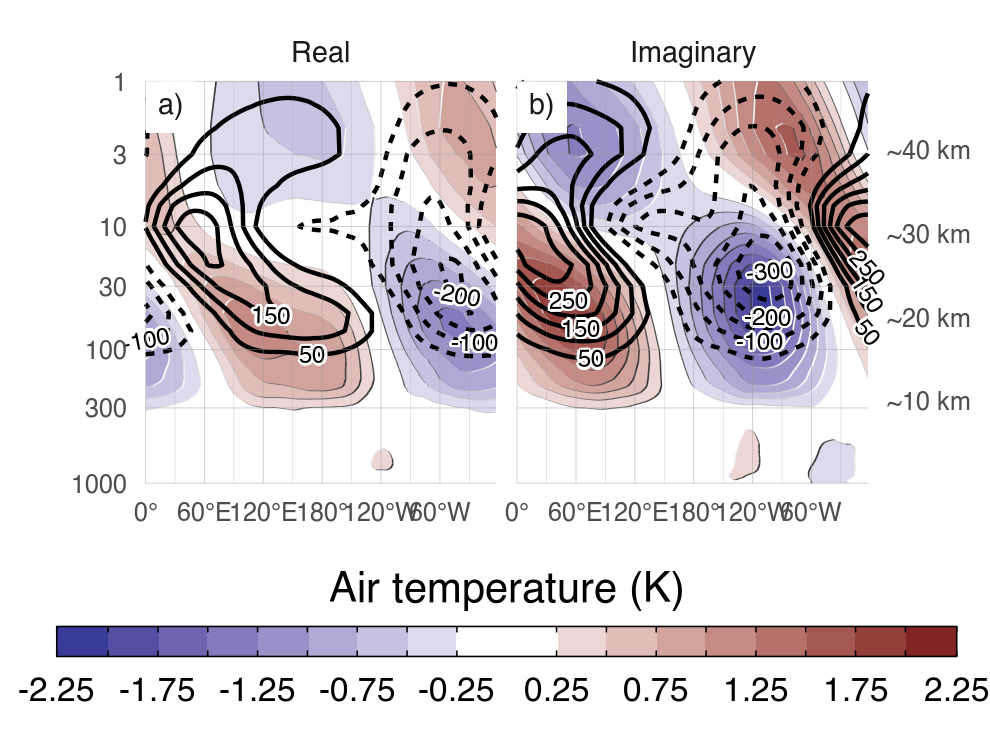 Real Imaginary
a) b)
1
3 ~40 km
10 ~30 km
30 ~20 km
100
300 ~10 km
1000
150 50 -100 -200 -100
250 150 50 -300 -200 -100 250 150 50
0° 60°E 120°E 180° 120°W 60°W 0° 60°E 120°E 180° 120°W 60°W
Air temperature (K)
-2.25 -1.75 -1.25 -0.75 -0.25 0.25 0.75 1.25 1.75 2.25